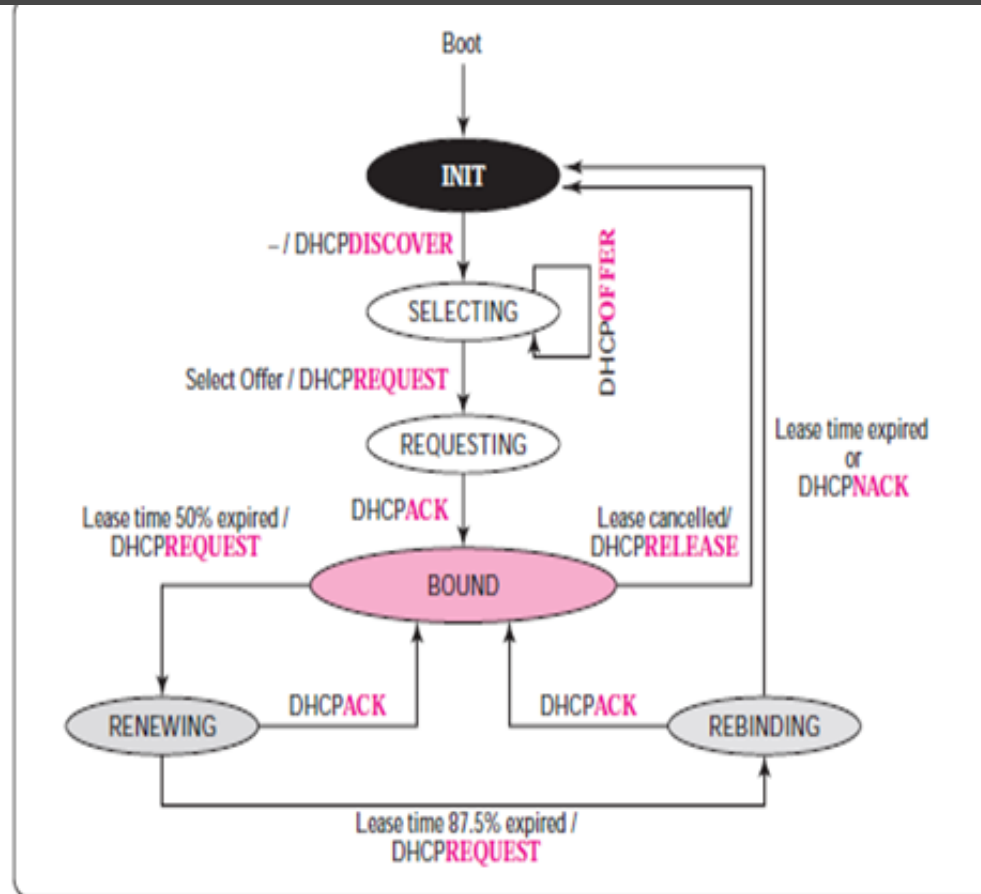 Boot
INIT
– / DHCPDISCOVER
SELECTING
DHCPOFFER
Select Offer / DHCPREQUEST
REQUESTING
Lease time expired
or
DHCPNACK
DHCPACK
Lease time 50% expired /
DHCPREQUEST
Lease cancelled/
DHCPRELEASE
BOUND
DHCPACK
DHCPACK
RENEWING
REBINDING
Lease time 87.5% expired /
DHCPREQUEST